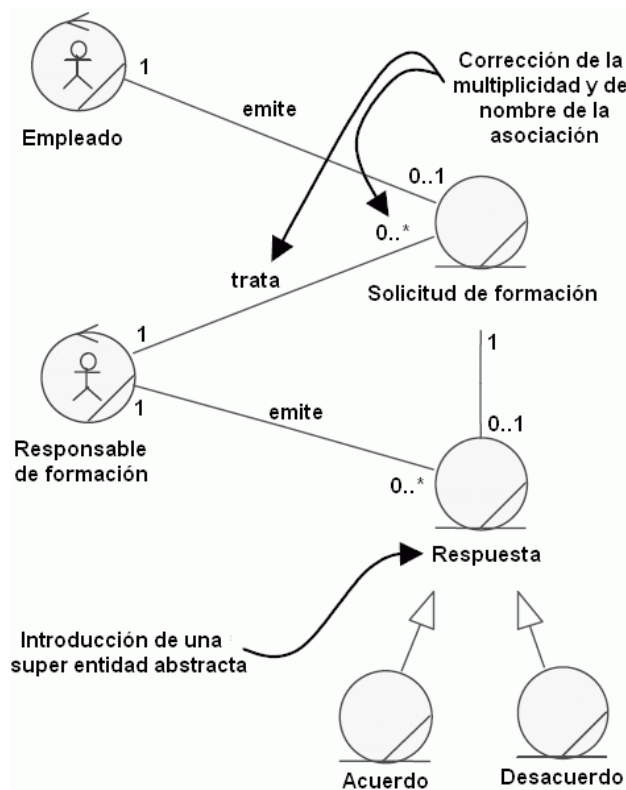 1
Empleado
emite
Corrección de la
multiplicidad y de
nombre de la
asociación
0..1
0..*
trata
Solicitud de formación
1
1
1
Responsable
de formación
emite
0..1
0..*
Respuesta
Introducción de una
super entidad abstracta
Acuerdo
Desacuerdo